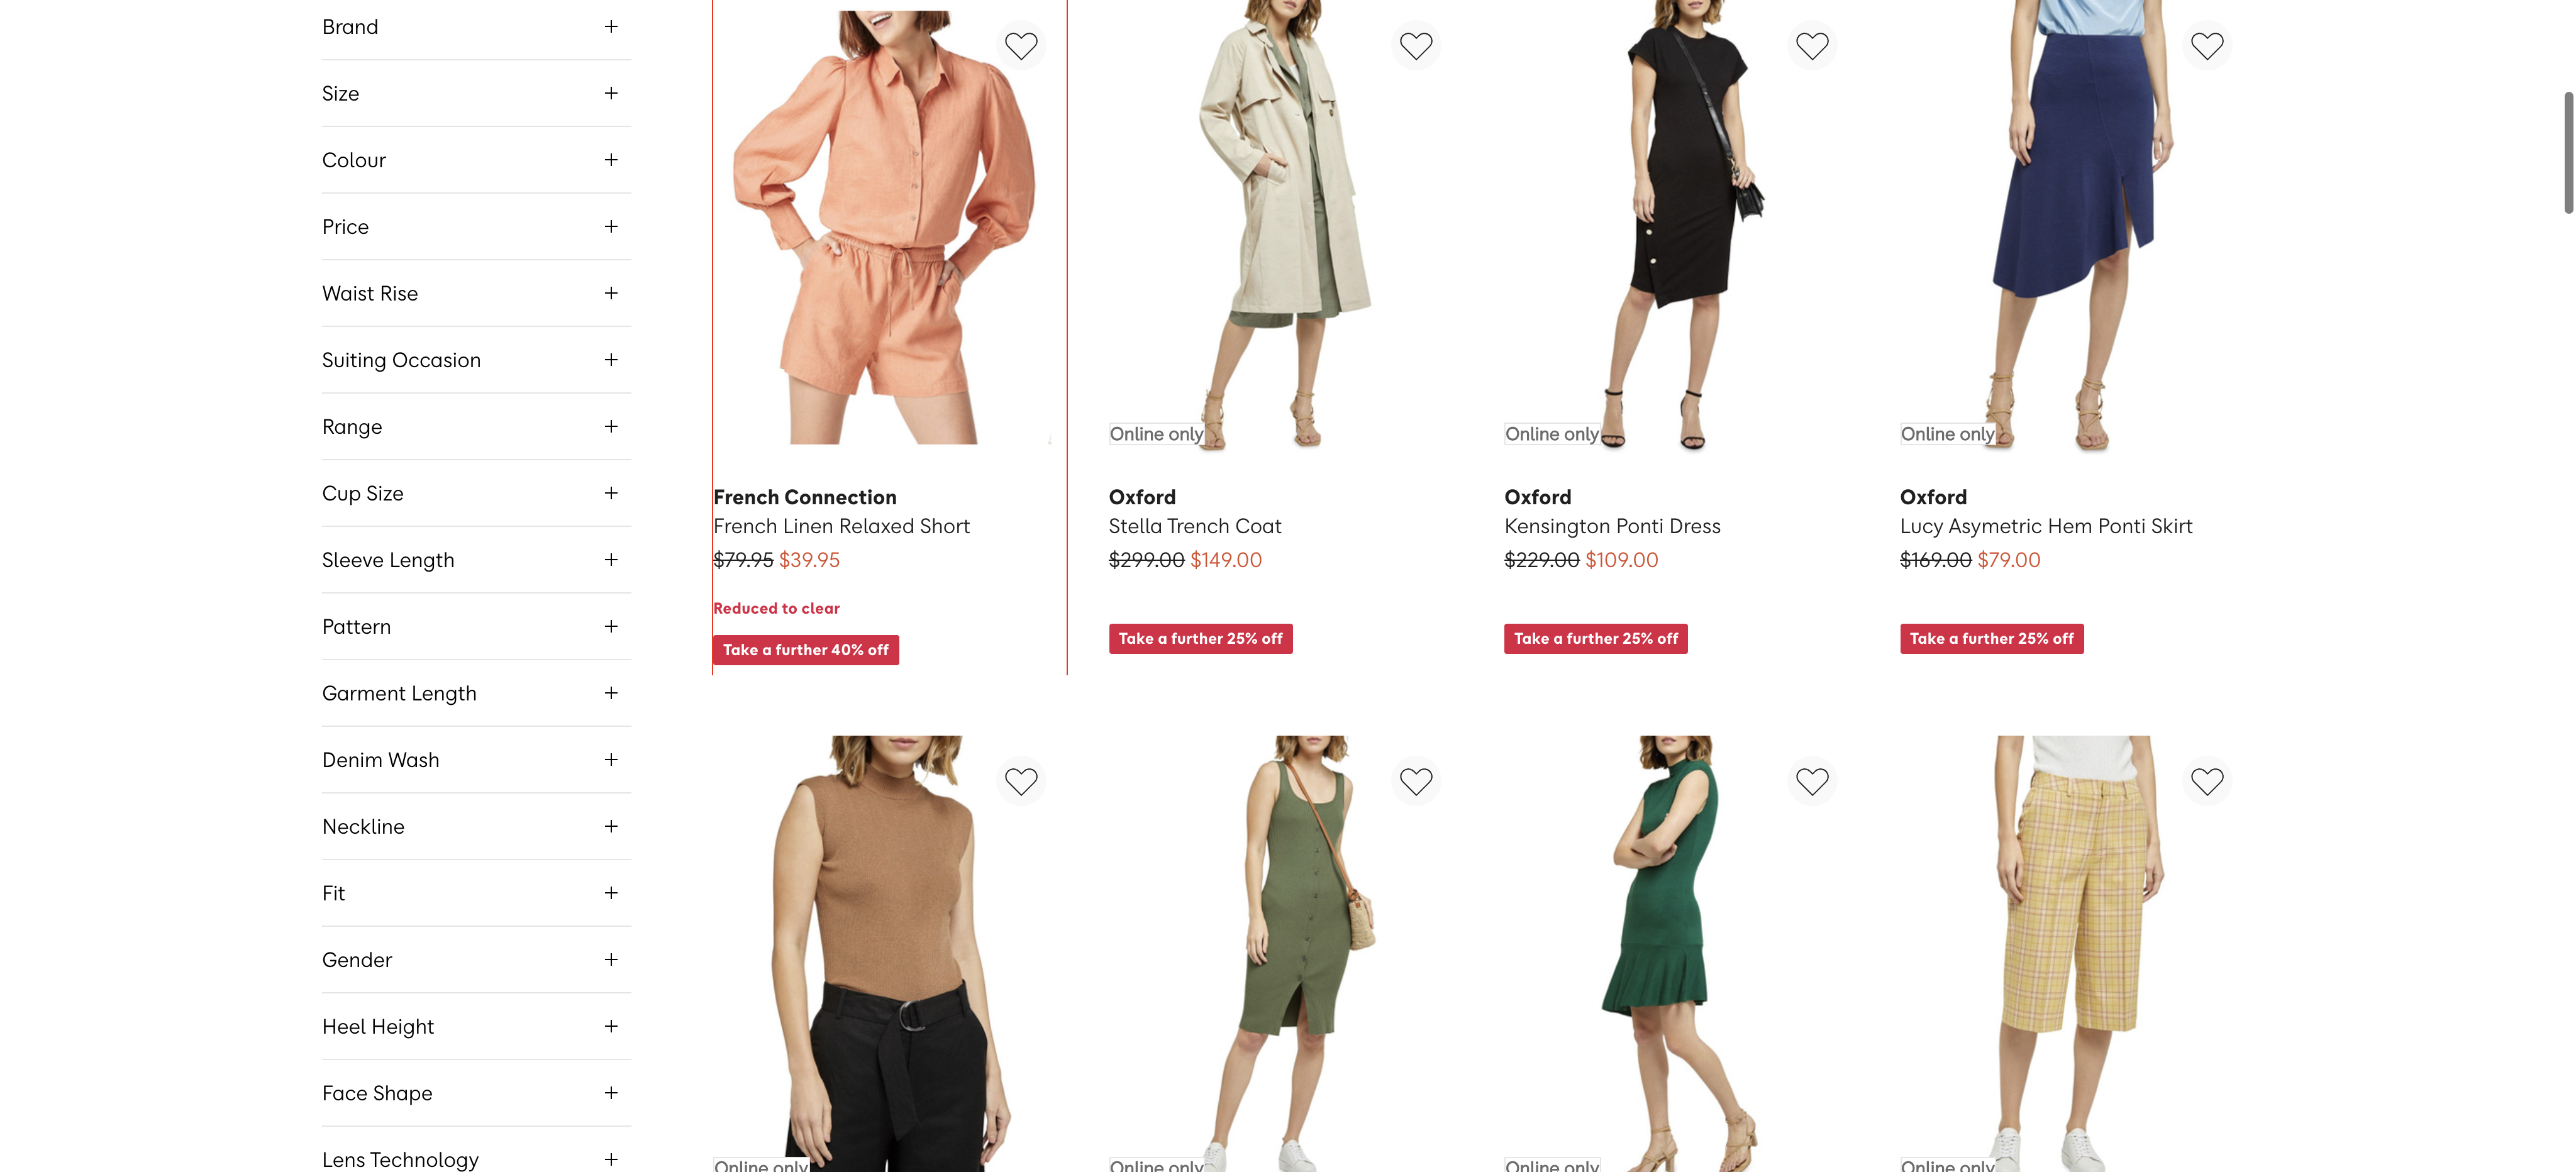 Brand
Size
Colour
Price
Waist Rise
Suiting Occasion
Range
Cup Size
Sleeve Length
Pattern
Garment Length
Denim Wash
Neckline
Fit
Gender
Heel Height
Face Shape
Lens Technology
French Connection
French Linen Relaxed Short
$79.95 $39.95
Reduced to clear
Take a further 40% off
Online only
Oxford
Stella Trench Coat
$299.00 $149.00
Take a further 25% off
Online only
Oxford
Kensington Ponti Dress
$229.00 $109.00
Take a further 25% off
Online only
Oxford
Lucy Asymetric Hem Ponti Skirt
$169.00 $79.00
Take a further 25% off
Online only
Online only
Online only
Online only